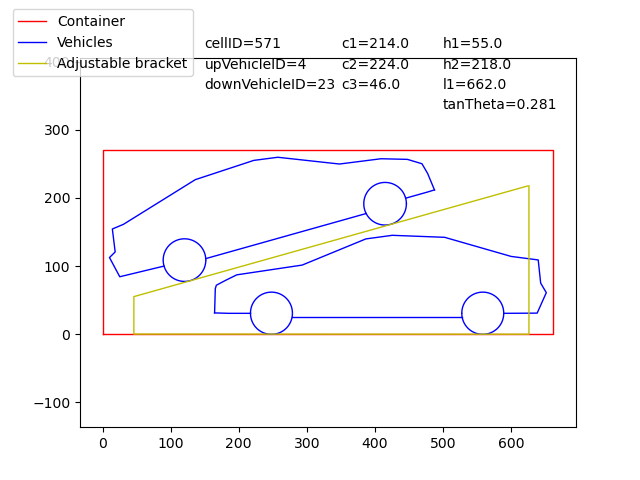 Container
Vehicles
Adjustable bracket
cellID=571 c1=214.0 h1=55.0
upVehicleID=4 c2=224.0 h2=218.0
downVehicleID=23 c3=46.0 l1=662.0
tanTheta=0.281
400
300
200
100
0
−100
0 100 200 300 400 500 600